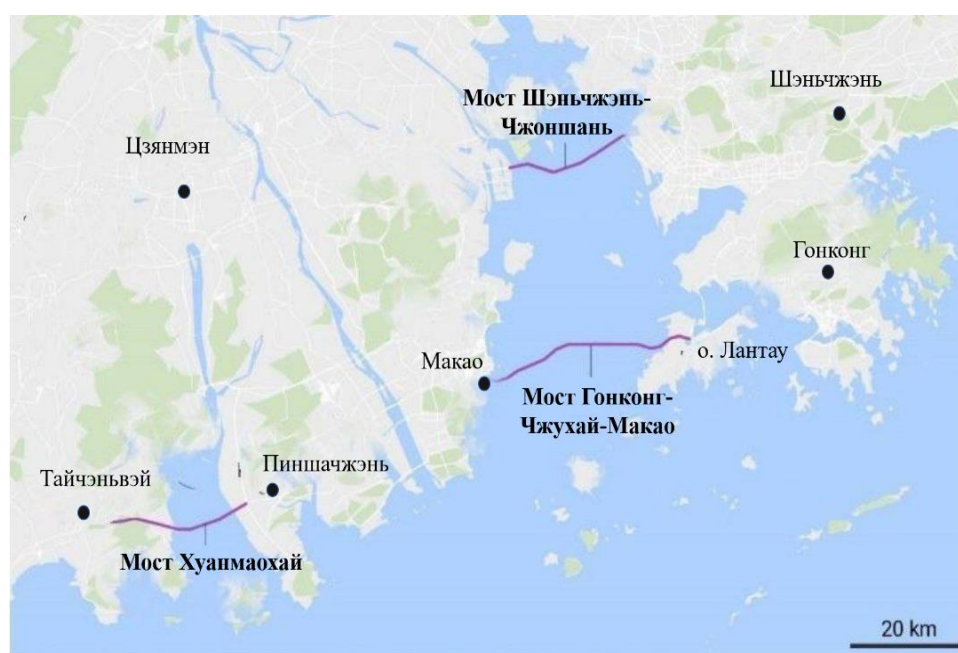 Шэньчжэнь
Мост Шэньчжэнь-
Чжоншань
Цзянмэн
Гонконг
Макао
о. Лантау
Мост Гонконг-
Чжухай-Макао
Пиншачжэнь
Тайчэньвэй
Мост Хуанмаохай
20 km